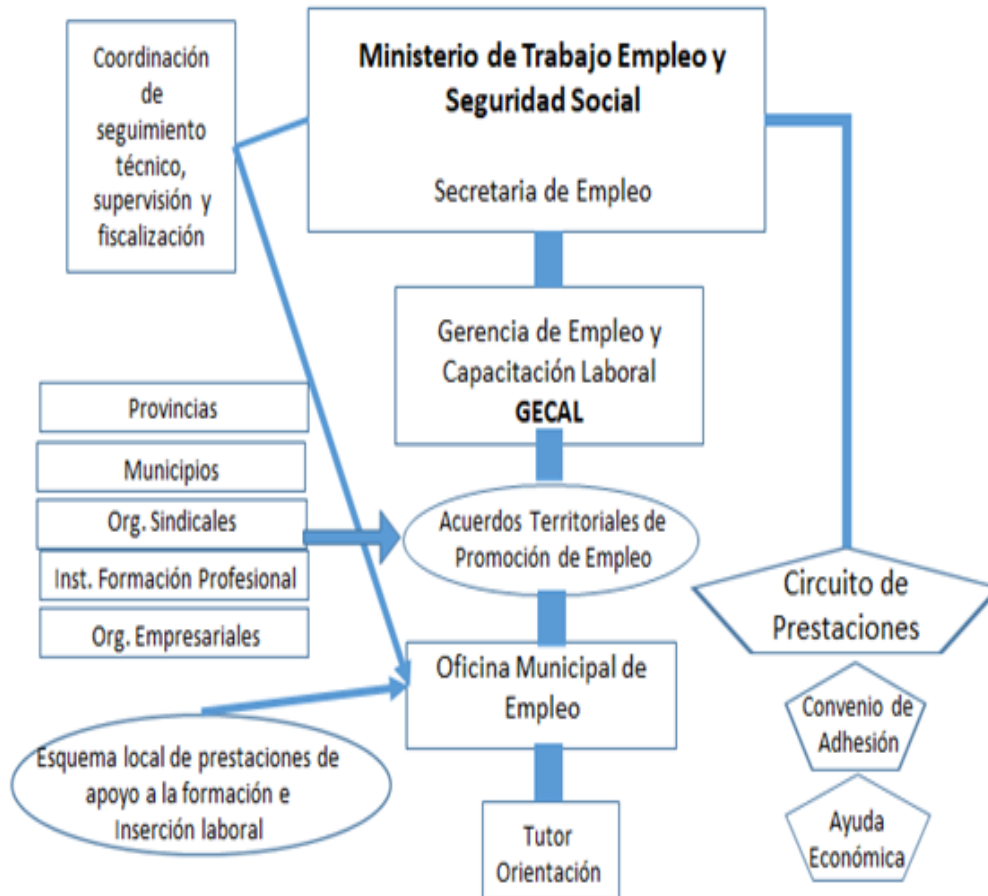 Coordinación
de
seguimiento
técnico,
supervisión y
fiscalización
Ministerio de Trabajo Empleo y
Seguridad Social
Secretaria de Empleo
Gerencia de Empleo y
Capacitación Laboral
GECAL
Provincias
Municipios
Org. Sindicales
Inst. Formación Profesional
Org. Empresariales
Acuerdos Territoriales de
Promoción de Empleo
Circuito de
Prestaciones
Oficina Municipal de
Empleo
Convenio de
Adhesión
Esquema local de prestaciones de
apoyo a la formación e
Inserción laboral
Tutor
Orientación
Ayuda
Económica